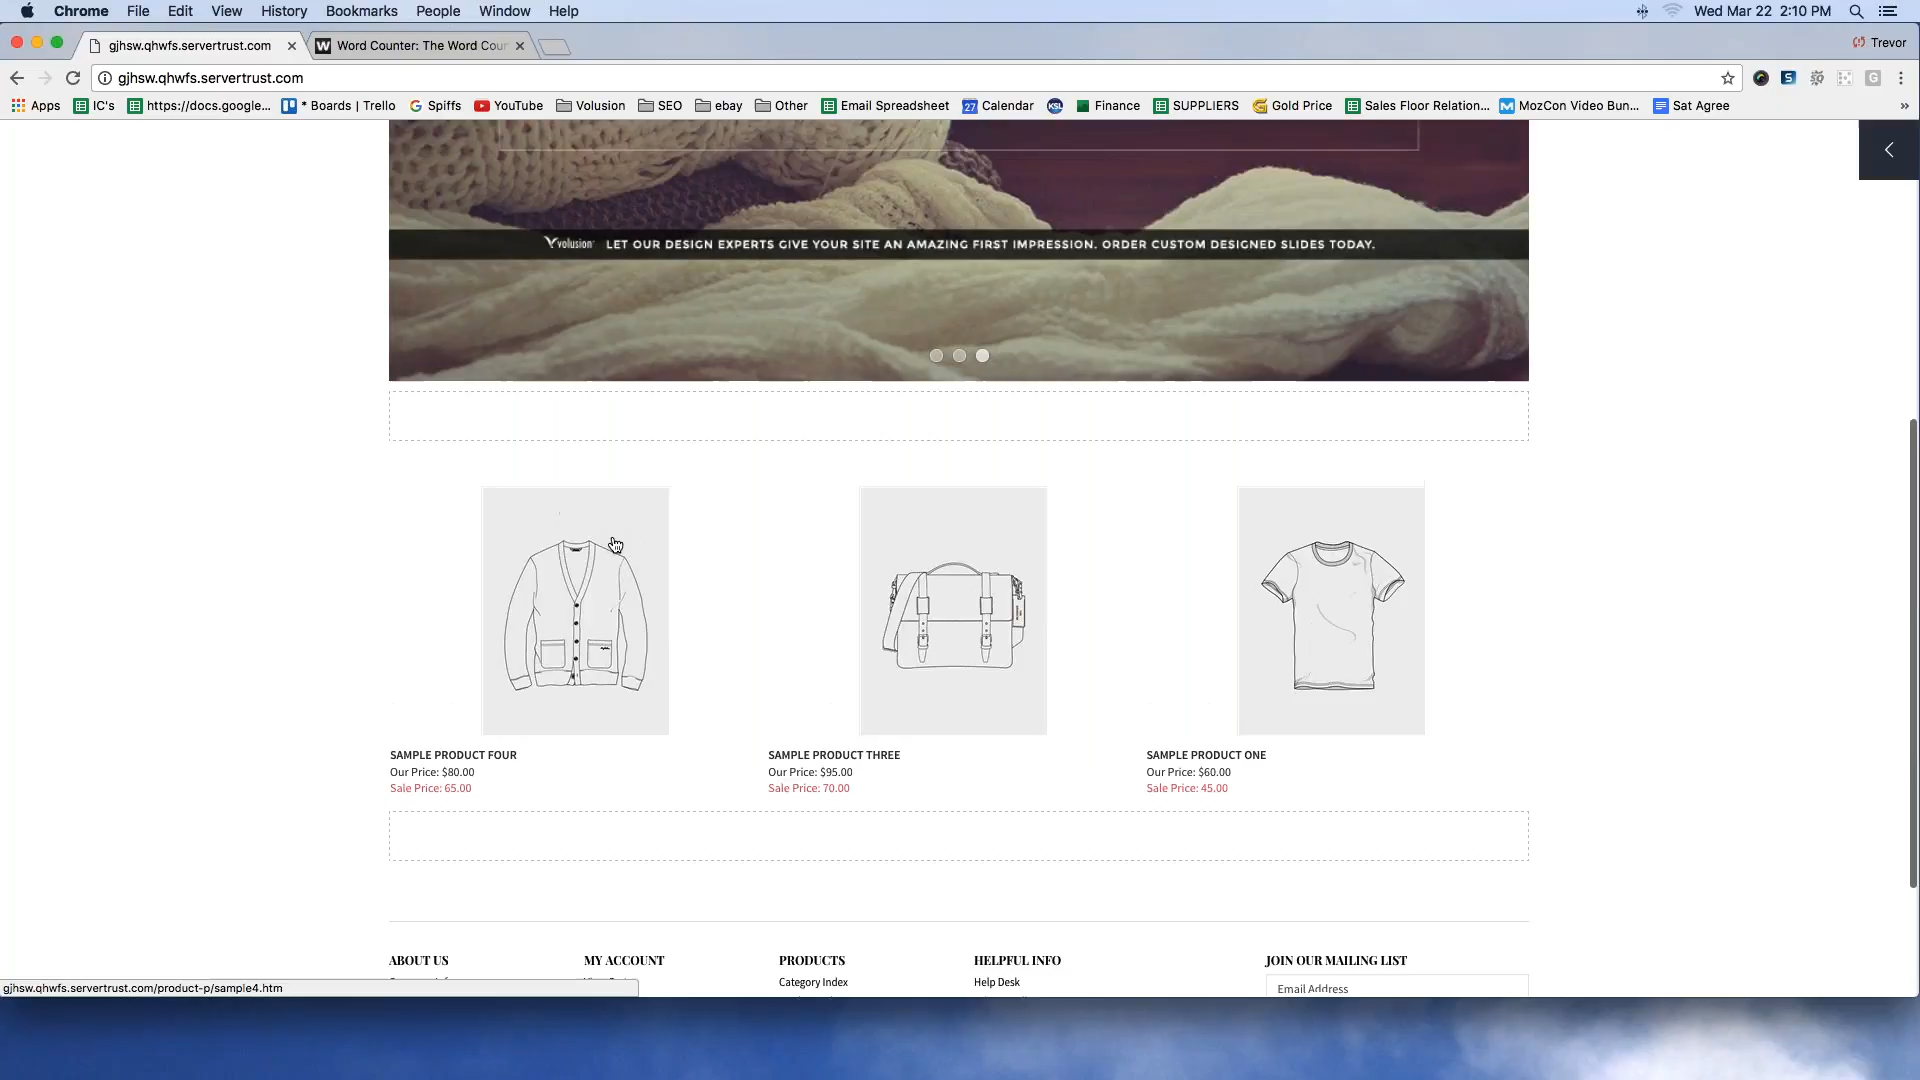 Chrome File Edit View History Bookmarks People Window Help Wed Mar 22 2:10 PM
gjhsw.qhwfs.servertrust.com W Word Counter: The Word Cour Trevor
gjhsw.qhwfs.servertrust.com
Apps IC's https://docs.google... * Boards | Trello Spiffs YouTube Volusion SEO ebay Other Email Spreadsheet 27 Calendar KSL Finance SUPPLIERS Gold Price Sales Floor Relation... MozCon Video Bun... Sat Agree »
volusion LET OUR DESIGN EXPERTS GIVE YOUR SITE AN AMAZING FIRST IMPRESSION. ORDER CUSTOM DESIGNED SLIDES TODAY.
SAMPLE PRODUCT FOUR
Our Price: $80.00
Sale Price: 65.00
SAMPLE PRODUCT THREE
Our Price: $95.00
Sale Price: 70.00
SAMPLE PRODUCT ONE
Our Price: $60.00
Sale Price: 45.00
ABOUT US
MY ACCOUNT
PRODUCTS
Category Index
HELPFUL INFO
Help Desk
JOIN OUR MAILING LIST
Email Address
gjhsw.qhwfs.servertrust.com/product-p/sample4.htm